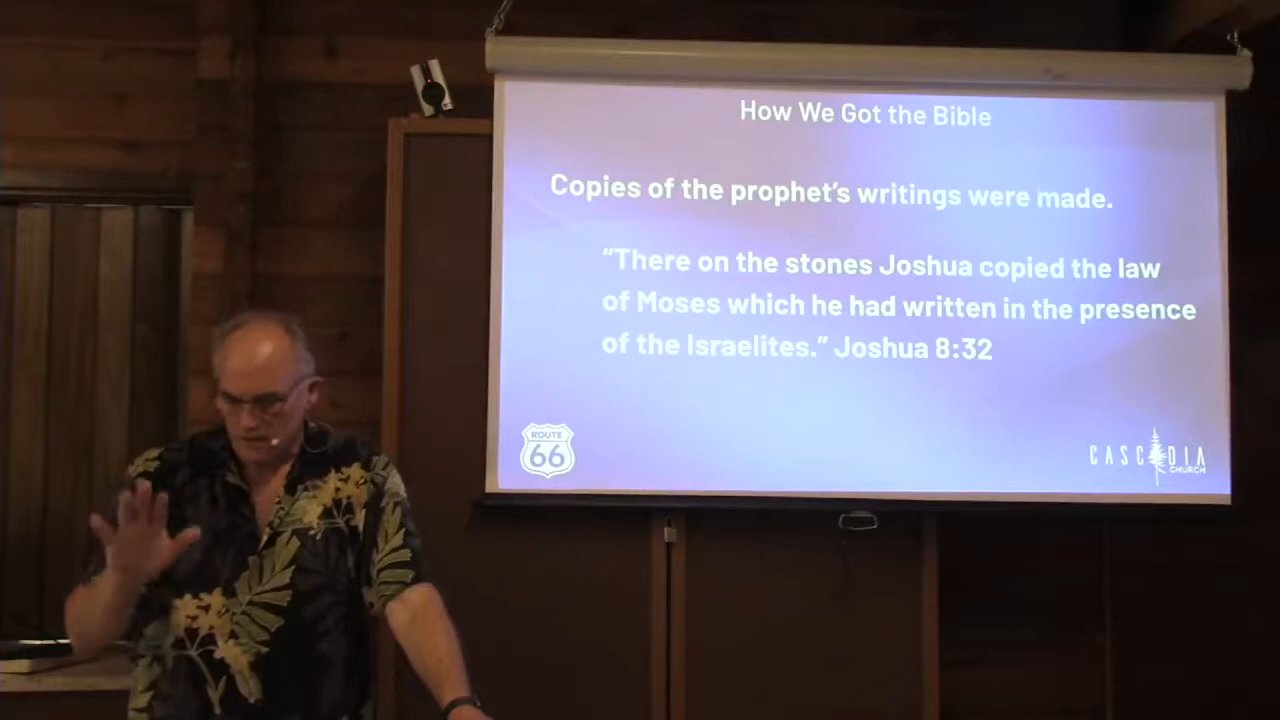 How We Got the Bible
Copies of the prophet’s writings were made.
“There on the stones Joshua copied the law
of Moses which he had written in the presence
of the Israelites.” Joshua 8:32
ROUTE
66
CASCADIA
CHURCH